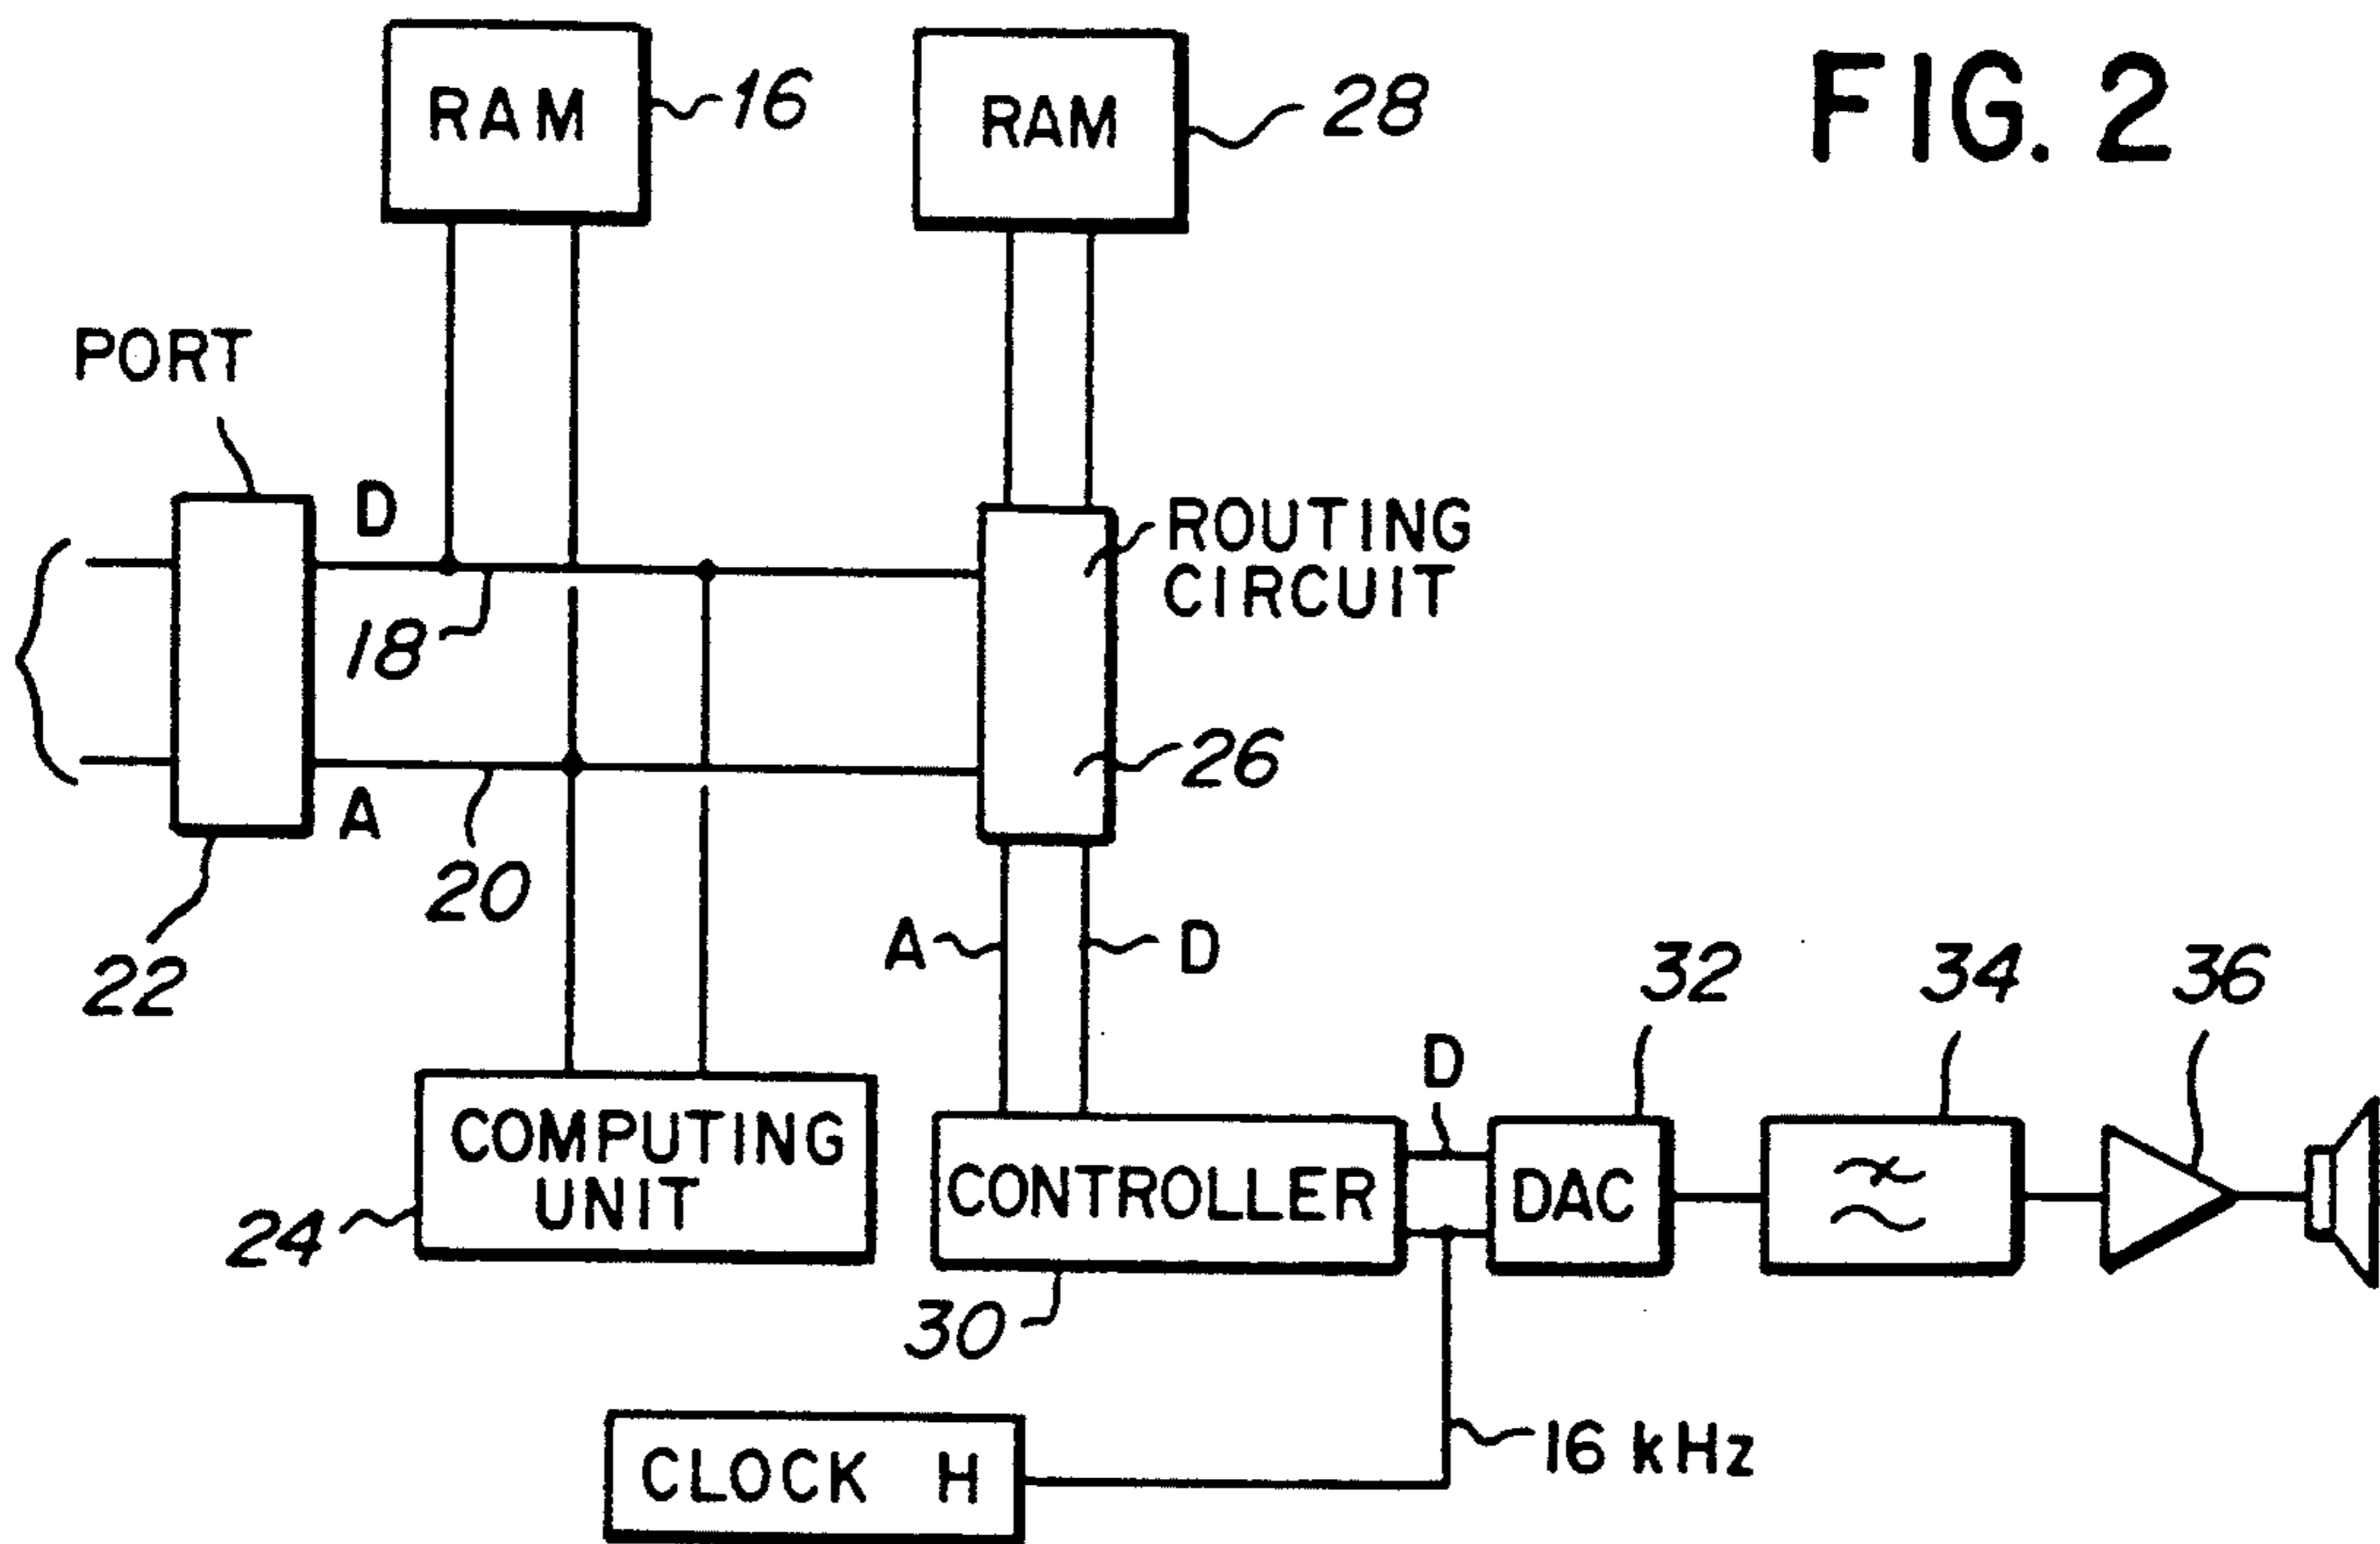 FIG. 2
RAM
16
RAM
28
PORT
D
18
ROUTING
CIRCUIT
26
A
20
22
A
D
32
34
36
D
COMPUTING
UNIT
24
CONTROLLER
DAC
30
16 kHz
CLOCK H